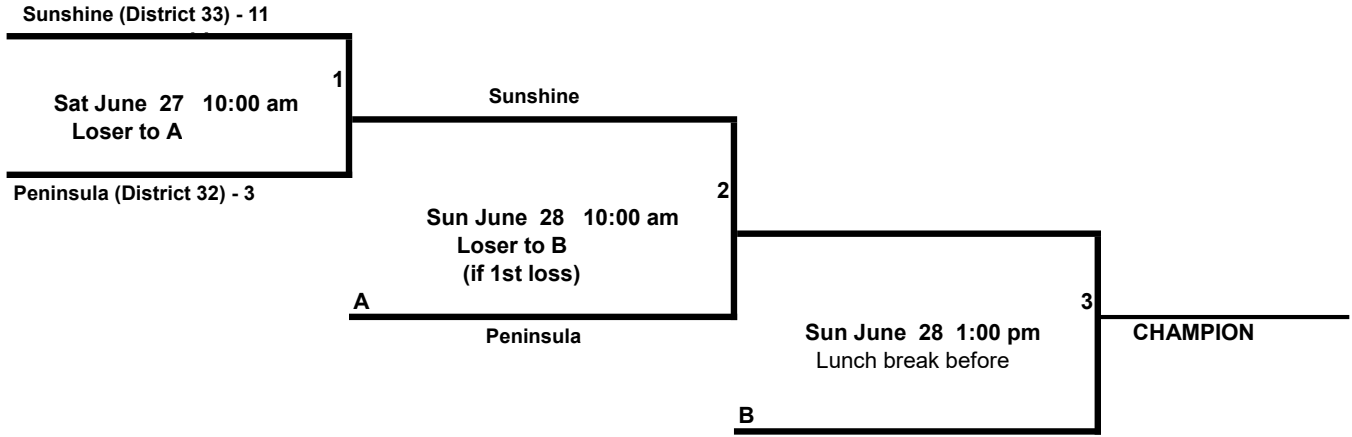 Sunshine (District 33) - 11
1
Sat June 27 10:00 am
Loser to A
Peninsula (District 32) - 3
Sunshine
2
Sun June 28 10:00 am
Loser to B
(if 1st loss)
A
Peninsula
3
Sun June 28 1:00 pm
Lunch break before
B
CHAMPION